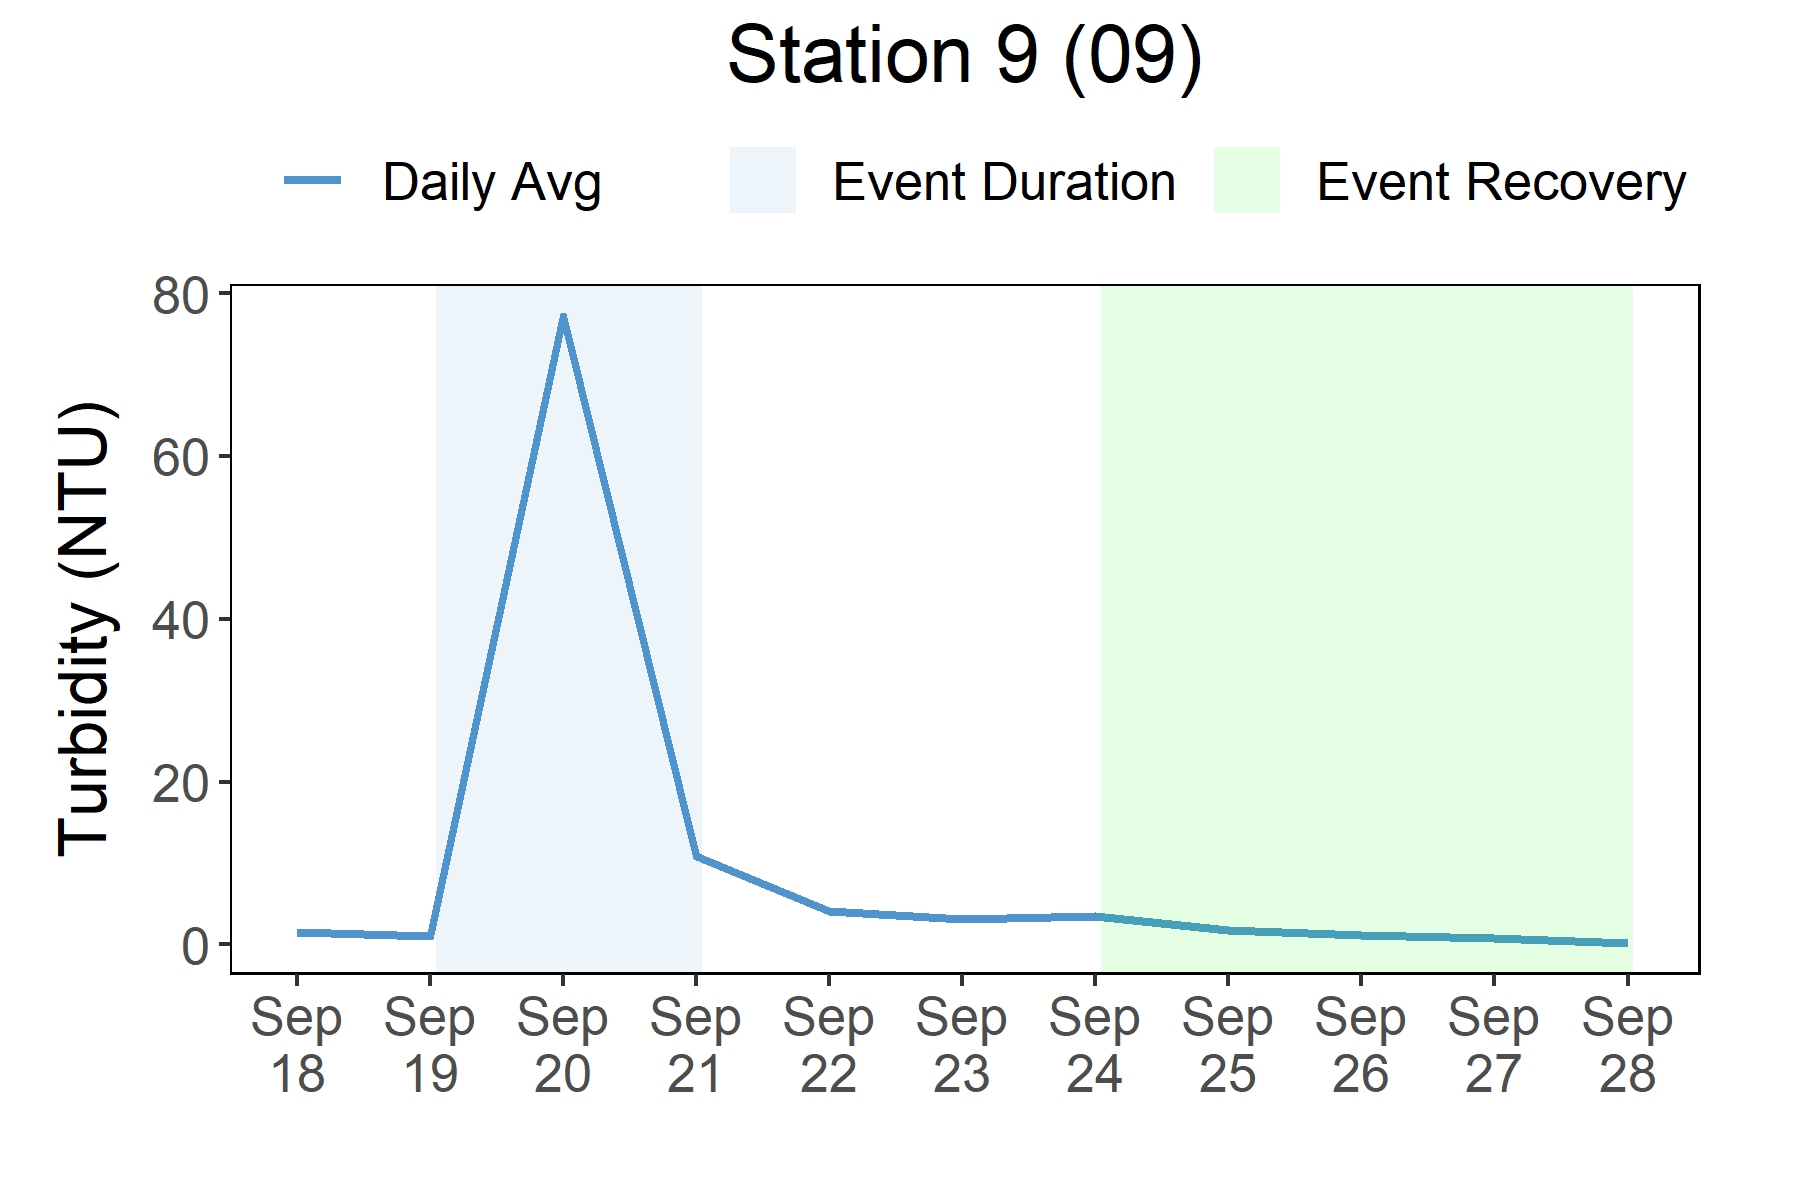 Station 9 (09)
Daily Avg Event Duration Event Recovery
Turbidity (NTU)
80
60
40
20
0
Sep Sep Sep Sep Sep Sep Sep Sep Sep Sep Sep
18 19 20 21 22 23 24 25 26 27 28